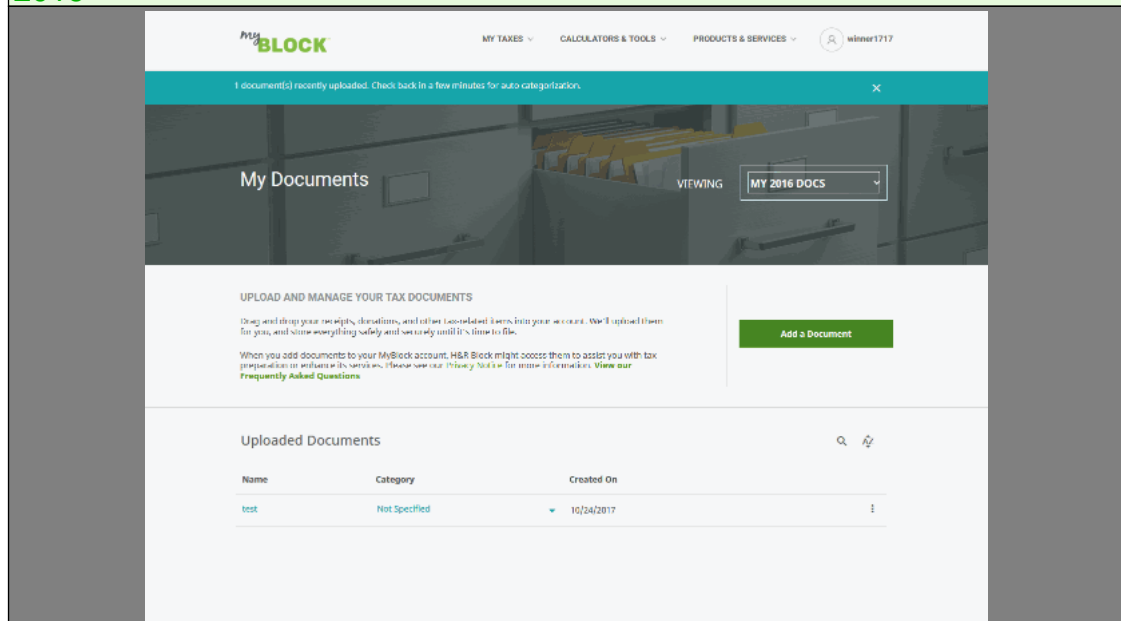 my BLOCK
MY TAXES
CALCULATORS & TOOLS
PRODUCTS & SERVICES
winner1717
1 document(s) recently uploaded. Check back in a few minutes for auto categorization.
My Documents
VIEWING
MY 2016 DOCS
UPLOAD AND MANAGE YOUR TAX DOCUMENTS
Drag and drop your receipts, donations, and other tax-related items into your account. We'll upload them
for you, and store everything safely and securely until it's time to file.
Add a Document
When you add documents to your MyBlock account, H&R Block might access them to assist you with tax
preparation or enhance its services. Please see our Privacy Notice for more information. View our
Frequently Asked Questions
Uploaded Documents
Name Category Created On
test Not Specified 10/24/2017